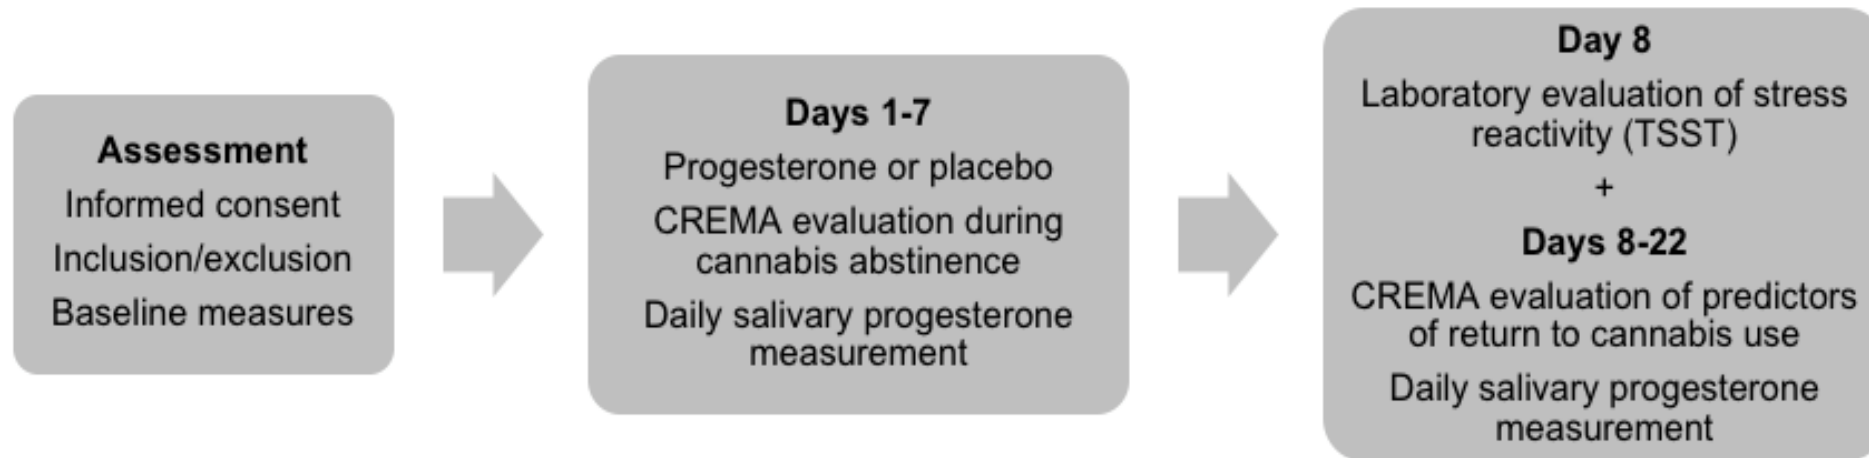 Assessment
Informed consent
Inclusion/exclusion
Baseline measures
Days 1-7
Progesterone or placebo
CREMA evaluation during
cannabis abstinence
Daily salivary progesterone
measurement
Day 8
Laboratory evaluation of stress
reactivity (TSST)
+
Days 8-22
CREMA evaluation of predictors
of return to cannabis use
Daily salivary progesterone
measurement